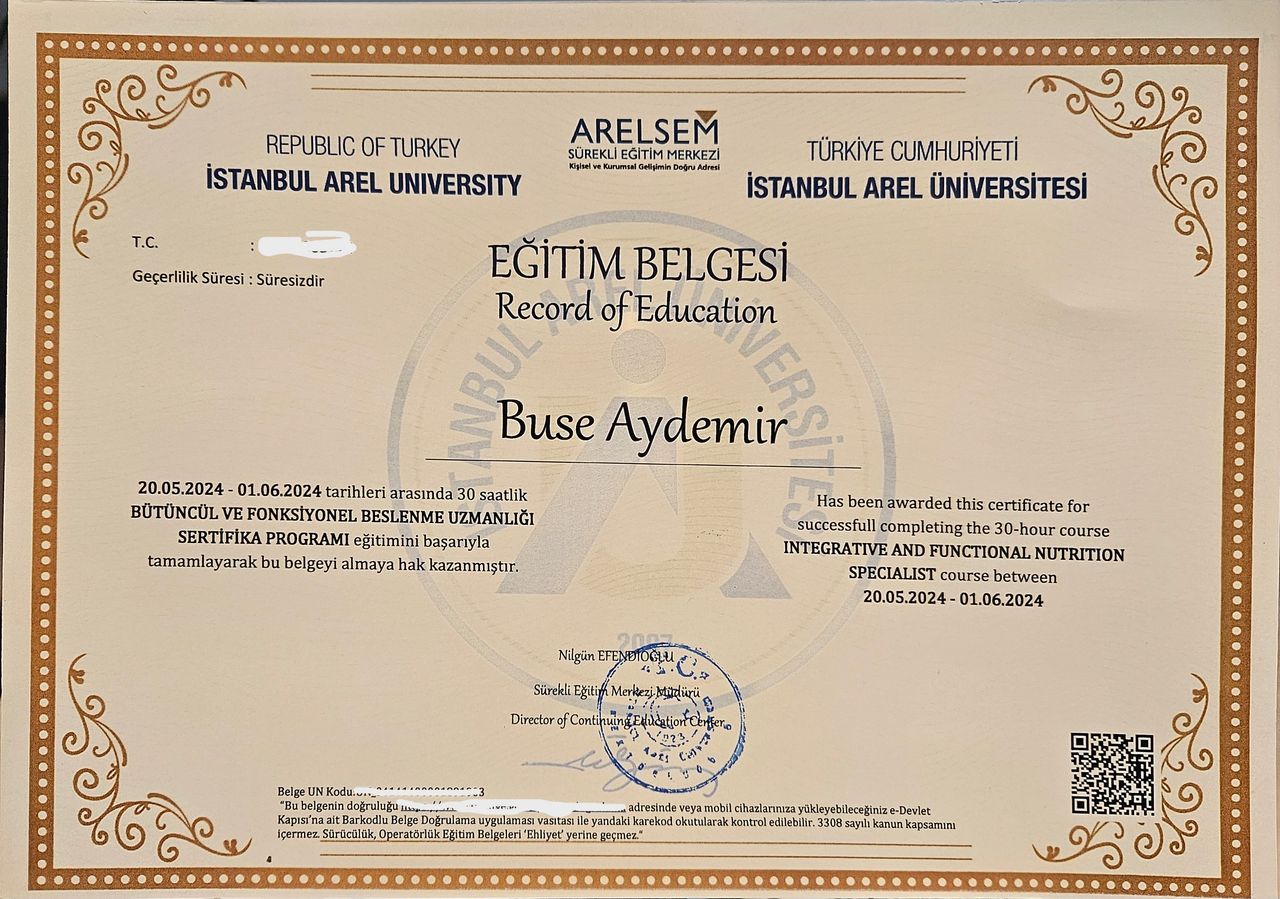 ARELSEM
SÜREKLİ EĞİTİM MERKEZİ
Kişisel ve Kurumsal Gelişimin Doğru Adresi
REPUBLIC OF TURKEY
İSTANBUL AREL UNIVERSITY
TÜRKİYE CUMHURİYETİ
İSTANBUL AREL ÜNİVERSİTESİ
T.C. :
Geçerlilik Süresi : Süresizdir
EĞİTİM BELGESİ
Record of Education
İSTANBUL AREL ÜNİVERSİTESİ
Buse Aydemir
20.05.2024 - 01.06.2024 tarihleri arasında 30 saatlik
BÜTÜNCÜL VE FONKSİYONEL BESLENME UZMANLIĞI
SERTİFİKA PROGRAMI eğitimini başarıyla
tamamlayarak bu belgeyi almaya hak kazanmıştır.
Has been awarded this certificate for
successfull completing the 30-hour course
INTEGRATIVE AND FUNCTIONAL NUTRITION
SPECIALIST course between
20.05.2024 - 01.06.2024
2007
Nilgün EFENDİOĞLU
Sürekli Eğitim Merkezi Müdürü
Director of Continuing Education Center
T.C.
1923
Belge UN Kodu:
"Bu belgenin doğruluğu adresinde veya mobil cihazlarınıza yükleyebileceğiniz e-Devlet
Kapısı'na ait Barkodlu Belge Doğrulama uygulaması vasıtası ile yandaki karekod okutularak kontrol edilebilir. 3308 sayılı kanun kapsamını
içermez. Sürücülük, Operatörlük Eğitim Belgeleri 'Ehliyet' yerine geçmez."